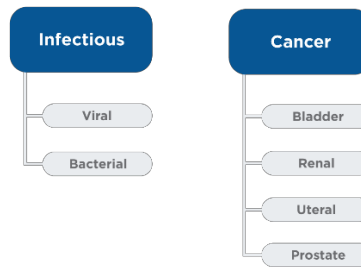 Infectious
Viral
Bacterial
Cancer
Bladder
Renal
Uteral
Prostate